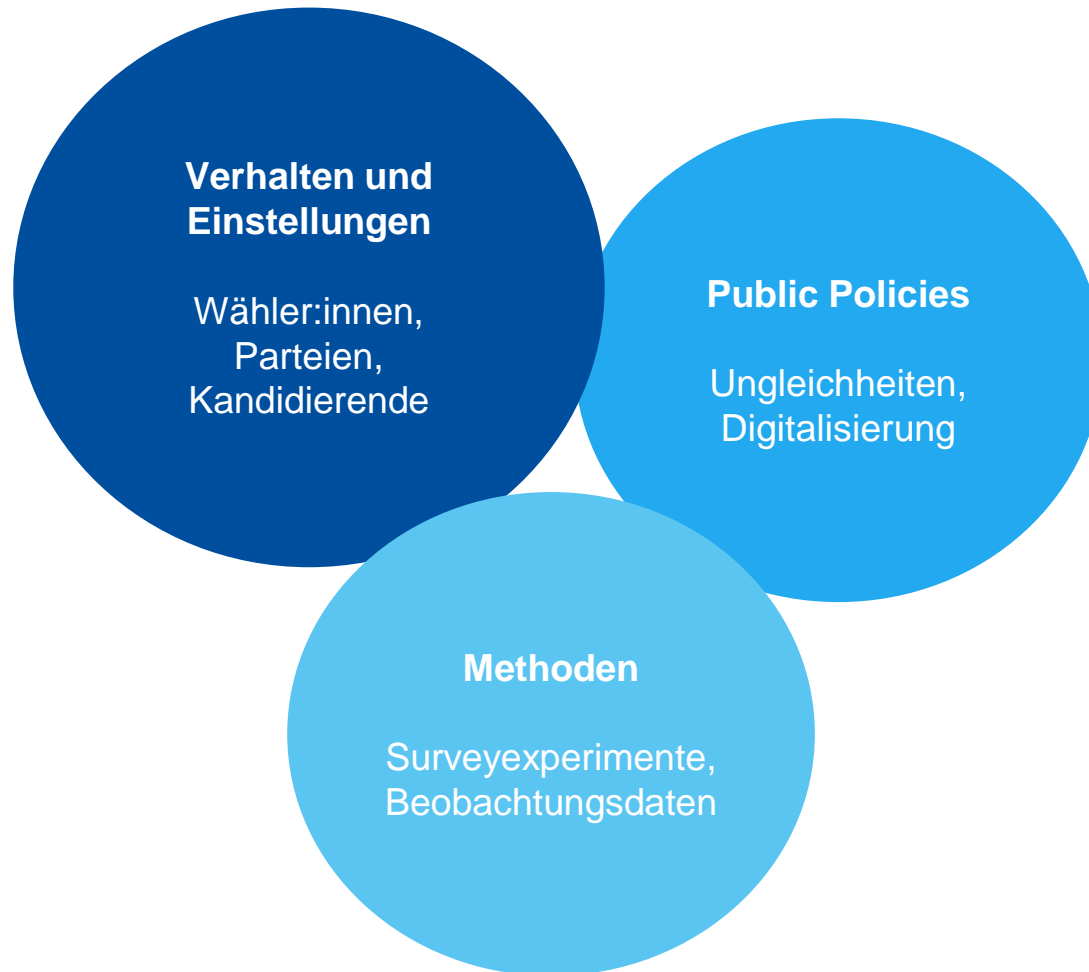 Verhalten und
Einstellungen
Wähler:innen,
Parteien,
Kandidierende
Public Policies
Ungleichheiten,
Digitalisierung
Methoden
Surveyexperimente,
Beobachtungsdaten